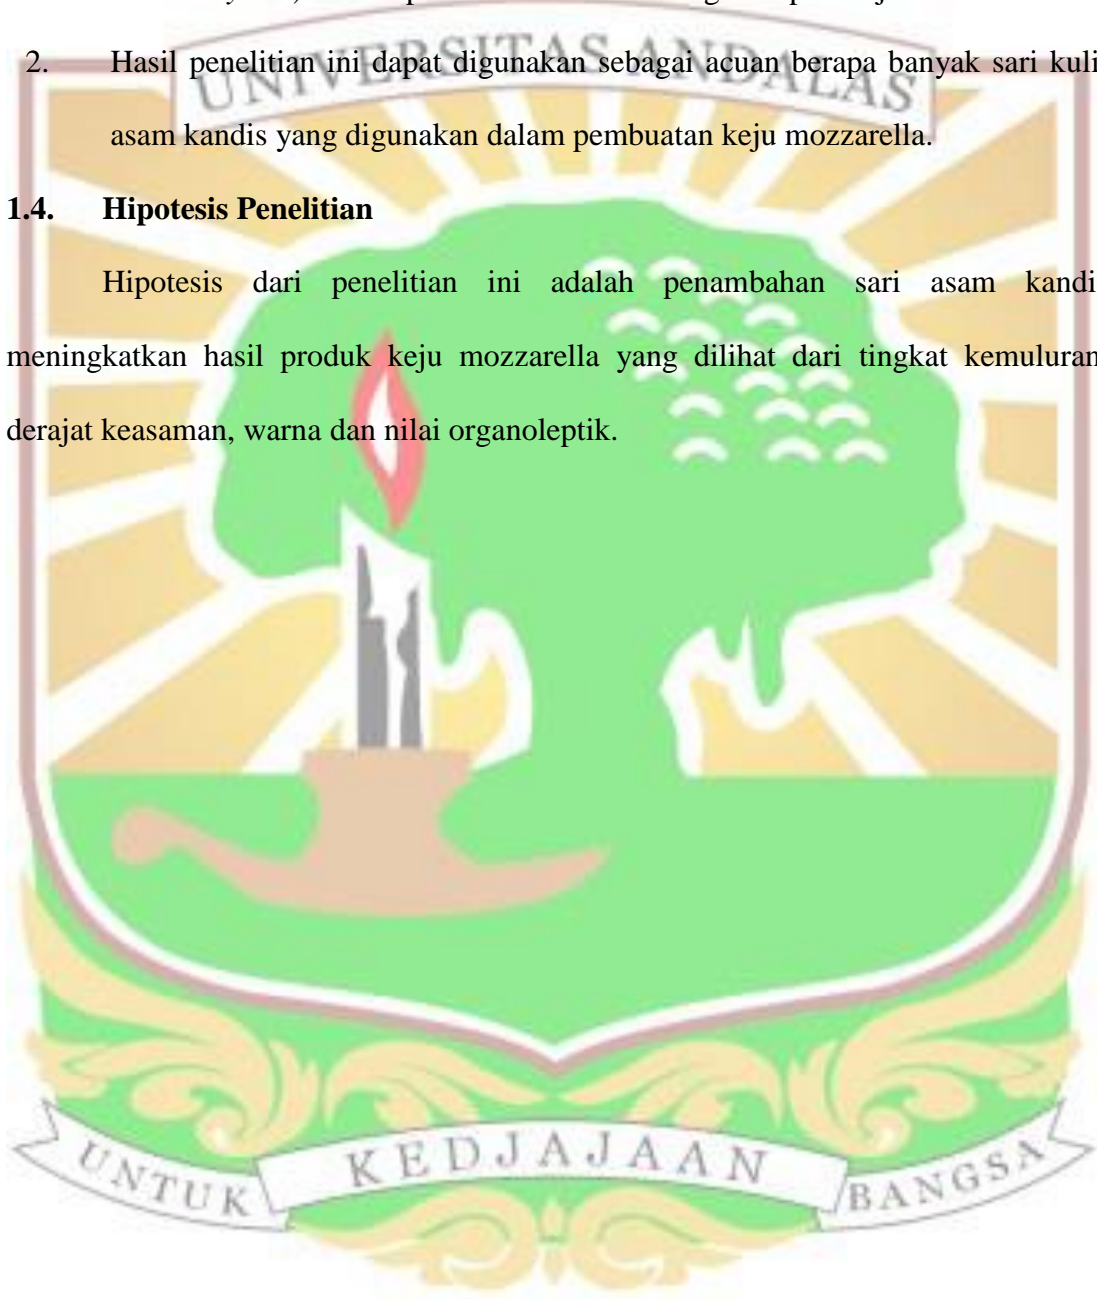 UNIVERSITAS ANDALAS
2. Hasil penelitian ini dapat digunakan sebagai acuan berapa banyak sari kuli
asam kandis yang digunakan dalam pembuatan keju mozzarella.
1.4. Hipotesis Penelitian
Hipotesis dari penelitian ini adalah penambahan sari asam kandi
meningkatkan hasil produk keju mozzarella yang dilihat dari tingkat kemuluran
derajat keasaman, warna dan nilai organoleptik.
UNTUK KEDJAJAAN BANGSA